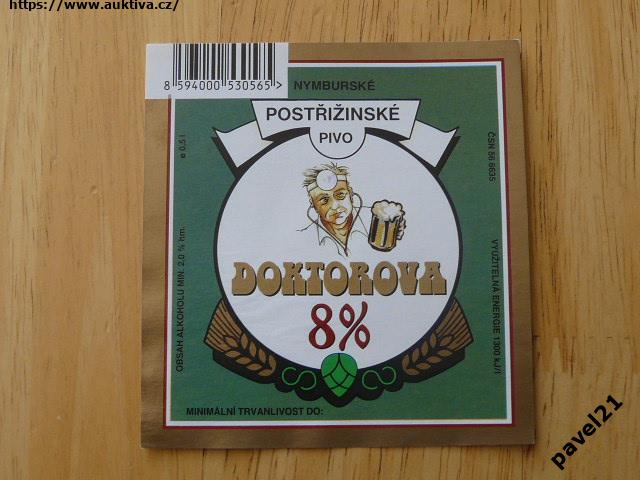 https://www.auktiva.cz/
8 594000 530565 >
NYMBURSKÉ
POSTŘIŽINSKÉ
PIVO
e 0,5 l
ČSN 56 6635
DOKTOROVA
8%
OBSAH ALKOHOLU MIN. 2,0 % hm.
VYUŽITELNÁ ENERGIE 1300 kJ/l
MINIMÁLNÍ TRVANLIVOST DO:
pavel21